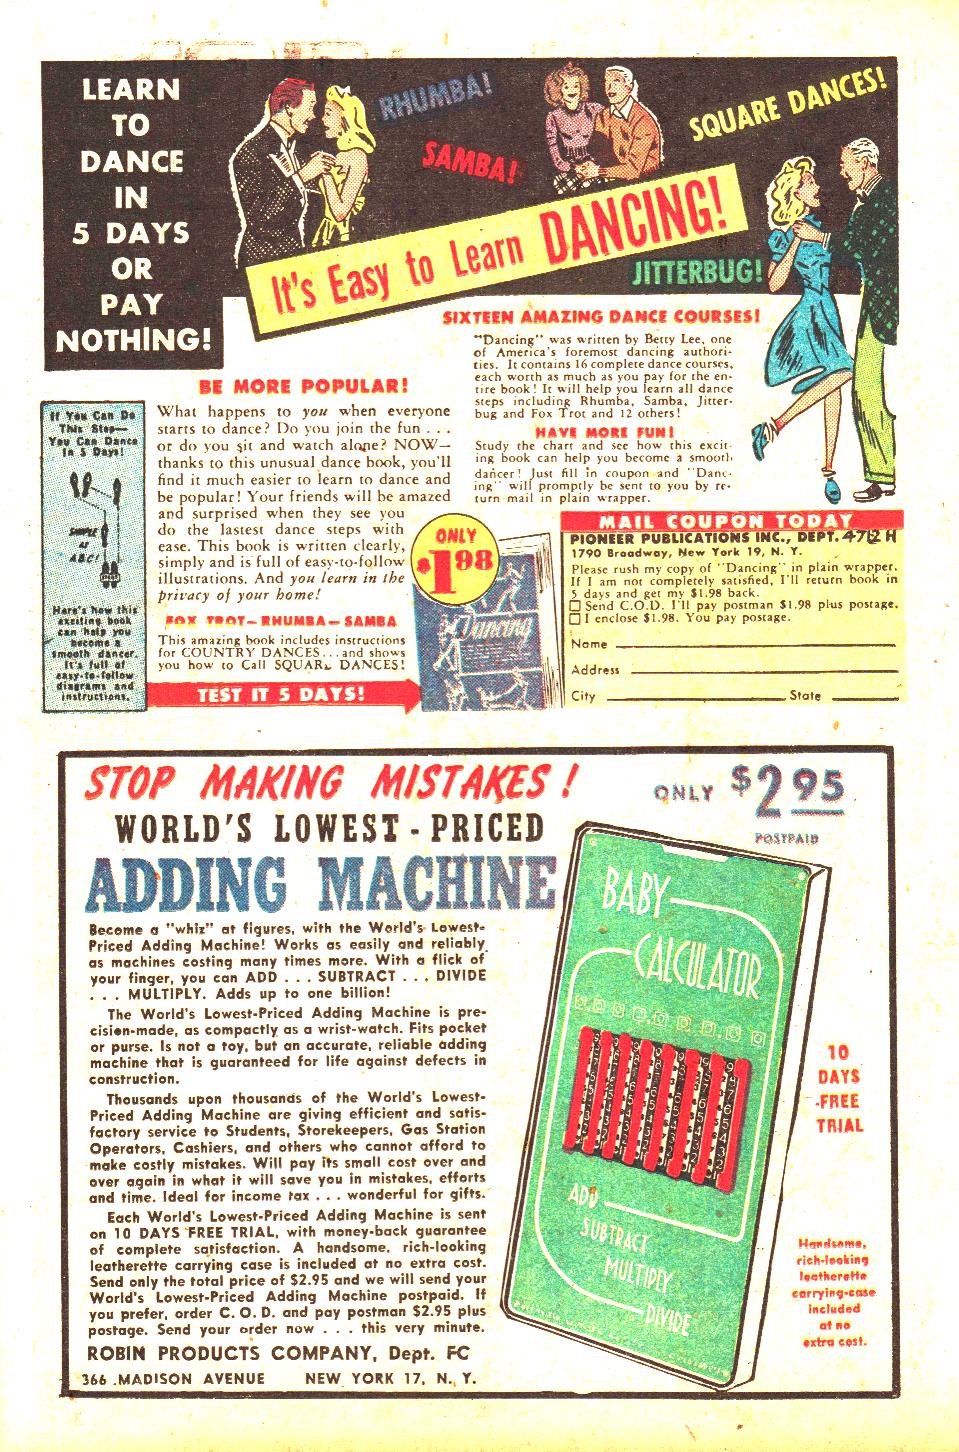 LEARN
TO
DANCE
IN
5 DAYS
OR
PAY
NOTHING!
RHUMBA!
SAMBA!
SQUARE DANCES!
It's Easy to Learn DANCING!
JITTERBUG!
SIXTEEN AMAZING DANCE COURSES!
"Dancing" was written by Betty Lee, one
of America's foremost dancing authori-
ties. It contains 16 complete dance courses,
each worth as much as you pay for the en-
tire book! It will help you learn all dance
steps including Rhumba, Samba, Jitter-
bug and Fox Trot and 12 others!
HAVE MORE FUN!
Study the chart and see how this excit-
ing book can help you become a smooth
dancer! Just fill in coupon and "Danc-
ing" will promptly be sent to you by re-
turn mail in plain wrapper.
BE MORE POPULAR!
What happens to you when everyone
starts to dance? Do you join the fun . . .
or do you sit and watch alone? NOW—
thanks to this unusual dance book, you'll
find it much easier to learn to dance and
be popular! Your friends will be amazed
and surprised when they see you
do the lastest dance steps with
ease. This book is written clearly,
simply and is full of easy-to-follow
illustrations. And you learn in the
privacy of your home!
FOX TROT—RHUMBA—SAMBA
This amazing book includes instructions
for COUNTRY DANCES...and shows
you how to Call SQUARE DANCES!
TEST IT 5 DAYS!
If You Can Do
This Step—
You Can Dance
In 5 Days!
SIMPLE
AS
A.B.C!
Here's how this
exciting book
can help you
become a
smooth dancer.
It's full of
easy-to-follow
diagrams and
instructions.
ONLY
$1.98
Dancing
MAIL COUPON TODAY
PIONEER PUBLICATIONS INC., DEPT. 4712 H
1790 Broadway, New York 19, N. Y.
Please rush my copy of "Dancing" in plain wrapper.
If I am not completely satisfied, I'll return book in
5 days and get my $1.98 back.
Send C.O.D. I'll pay postman $1.98 plus postage.
I enclose $1.98. You pay postage.
Name
Address
City State
STOP MAKING MISTAKES!
ONLY $2.95
POSTPAID
WORLD'S LOWEST-PRICED
ADDING MACHINE
Become a "whiz" at figures, with the World's Lowest-
Priced Adding Machine! Works as easily and reliably
as machines costing many times more. With a flick of
your finger, you can ADD . . . SUBTRACT . . . DIVIDE
. . . MULTIPLY. Adds up to one billion!
The World's Lowest-Priced Adding Machine is pre-
cision-made, as compactly as a wrist-watch. Fits pocket
or purse. Is not a toy, but an accurate, reliable adding
machine that is guaranteed for life against defects in
construction.
Thousands upon thousands of the World's Lowest-
Priced Adding Machine are giving efficient and satis-
factory service to Students, Storekeepers, Gas Station
Operators, Cashiers, and others who cannot afford to
make costly mistakes. Will pay its small cost over and
over again in what it will save you in mistakes, efforts
and time. Ideal for income tax . . . wonderful for gifts.
Each World's Lowest-Priced Adding Machine is sent
on 10 DAYS FREE TRIAL, with money-back guarantee
of complete satisfaction. A handsome, rich-looking
leatherette carrying case is included at no extra cost.
Send only the total price of $2.95 and we will send your
World's Lowest-Priced Adding Machine postpaid. If
you prefer, order C. O. D. and pay postman $2.95 plus
postage. Send your order now . . . this very minute.
ROBIN PRODUCTS COMPANY, Dept. FC
366 MADISON AVENUE NEW YORK 17, N. Y.
BABY
CALCULATOR
ADD
SUBTRACT
MULTIPLY
DIVIDE
10
DAYS
FREE
TRIAL
Handsome,
rich-looking
leatherette
carrying-case
included
at no
extra cost.